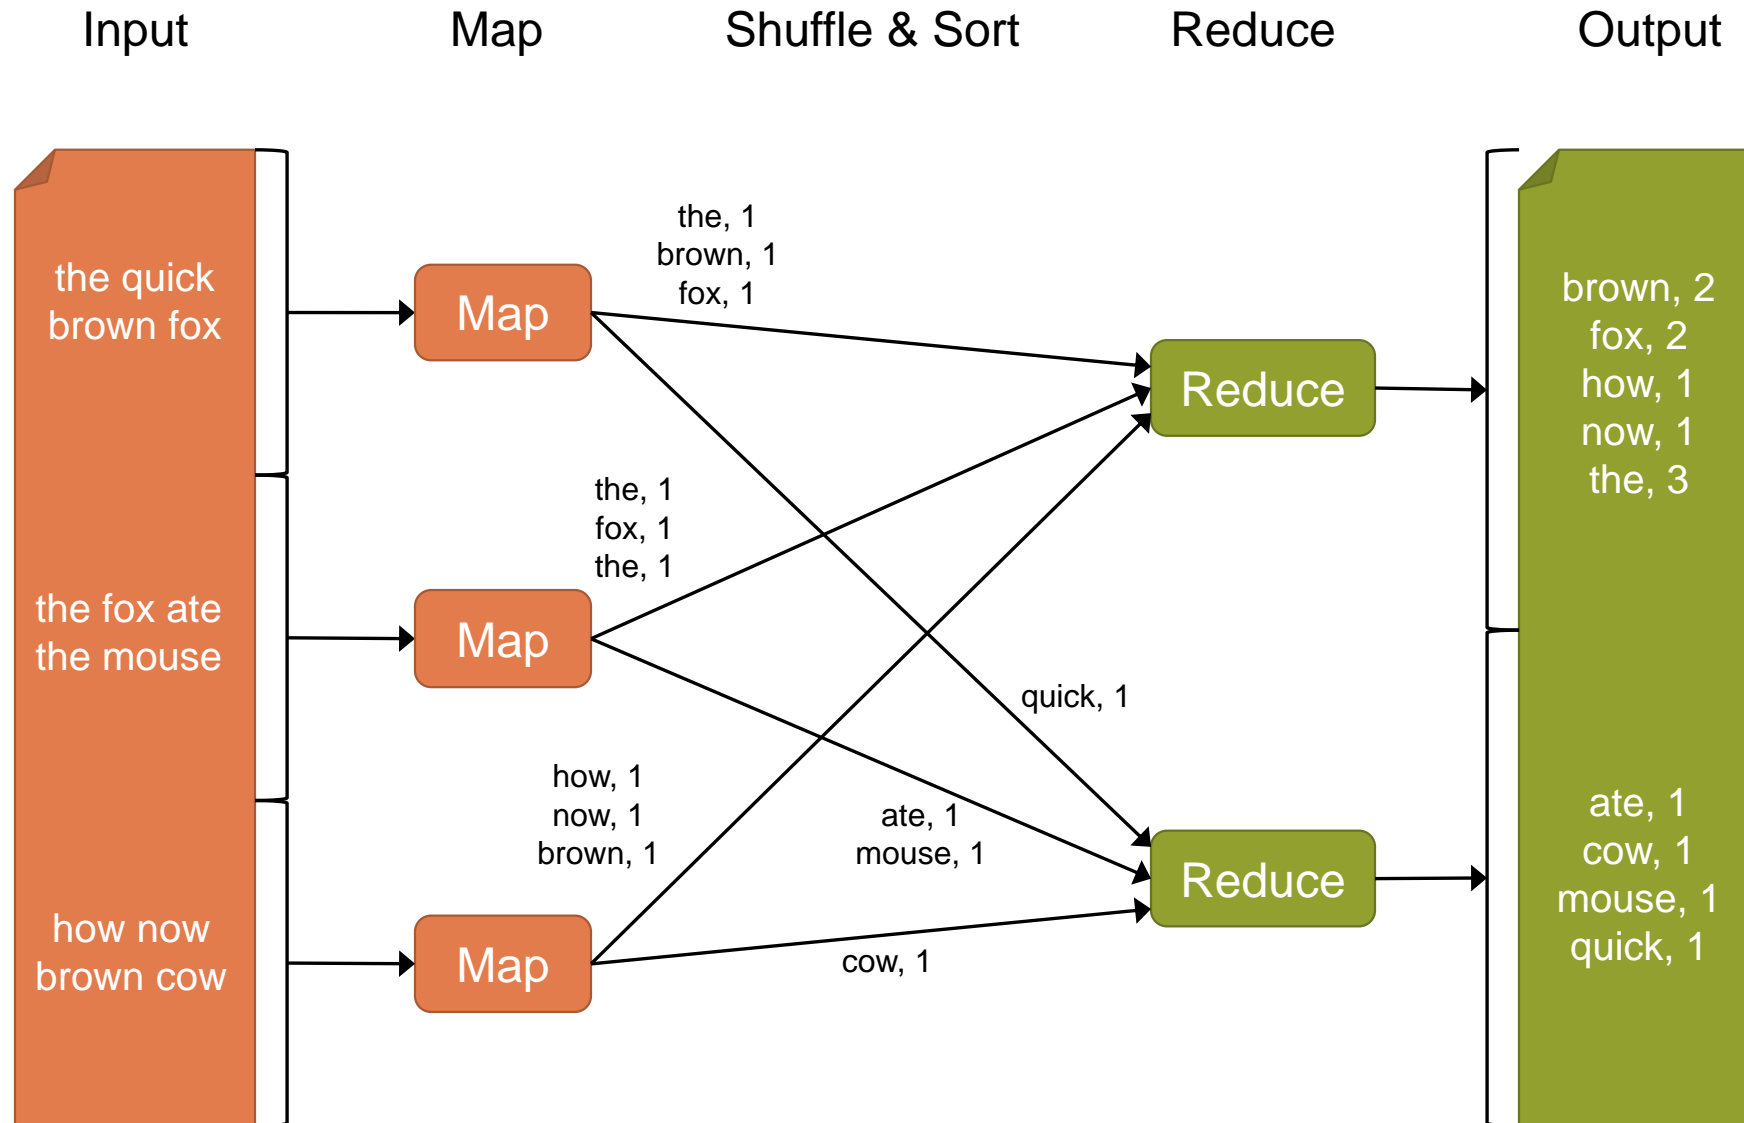 Input
Map
Shuffle & Sort
Reduce
Output
the quick
brown fox
the fox ate
the mouse
how now
brown cow
Map
Map
Map
the, 1
brown, 1
fox, 1
the, 1
fox, 1
the, 1
how, 1
now, 1
brown, 1
quick, 1
ate, 1
mouse, 1
cow, 1
Reduce
Reduce
brown, 2
fox, 2
how, 1
now, 1
the, 3
ate, 1
cow, 1
mouse, 1
quick, 1